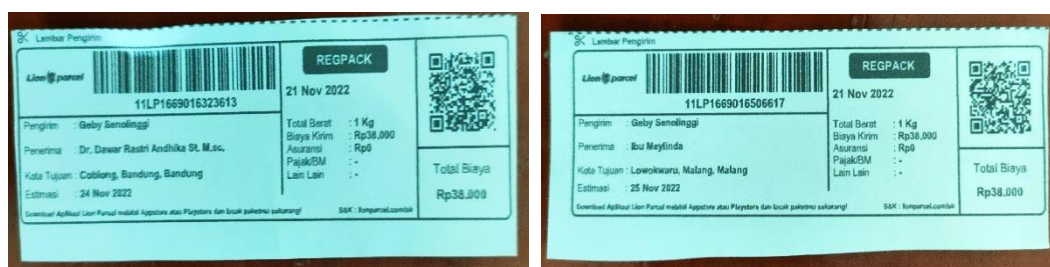 Lembar Pengirim
Lion parcel
11LP1669016323613
REGPACK
21 Nov 2022
Pengirim : Geby Senolinggi
Penerima : Dr. Dawar Rastri Andhika St. M.sc,
Kota Tujuan : Coblong, Bandung, Bandung
Estimasi : 24 Nov 2022
Total Berat : 1 Kg
Biaya Kirim : Rp38,000
Asuransi : Rp0
Pajak/BM : -
Lain Lain : -
Total Biaya
Rp38.000
Download Aplikasi Lion Parcel melalui Appstore atau Playstore dan lacak paketmu sekarang!
S&K : lionparcel.com/sk
Lembar Pengirim
Lion parcel
11LP1669016506617
REGPACK
21 Nov 2022
Pengirim : Geby Senolinggi
Penerima : Ibu Meylinda
Kota Tujuan : Lowokwaru, Malang, Malang
Estimasi : 25 Nov 2022
Total Berat : 1 Kg
Biaya Kirim : Rp38,000
Asuransi : Rp0
Pajak/BM : -
Lain Lain : -
Total Biaya
Rp38.000
Download Aplikasi Lion Parcel melalui Appstore atau Playstore dan lacak paketmu sekarang!
S&K : lionparcel.com/sk